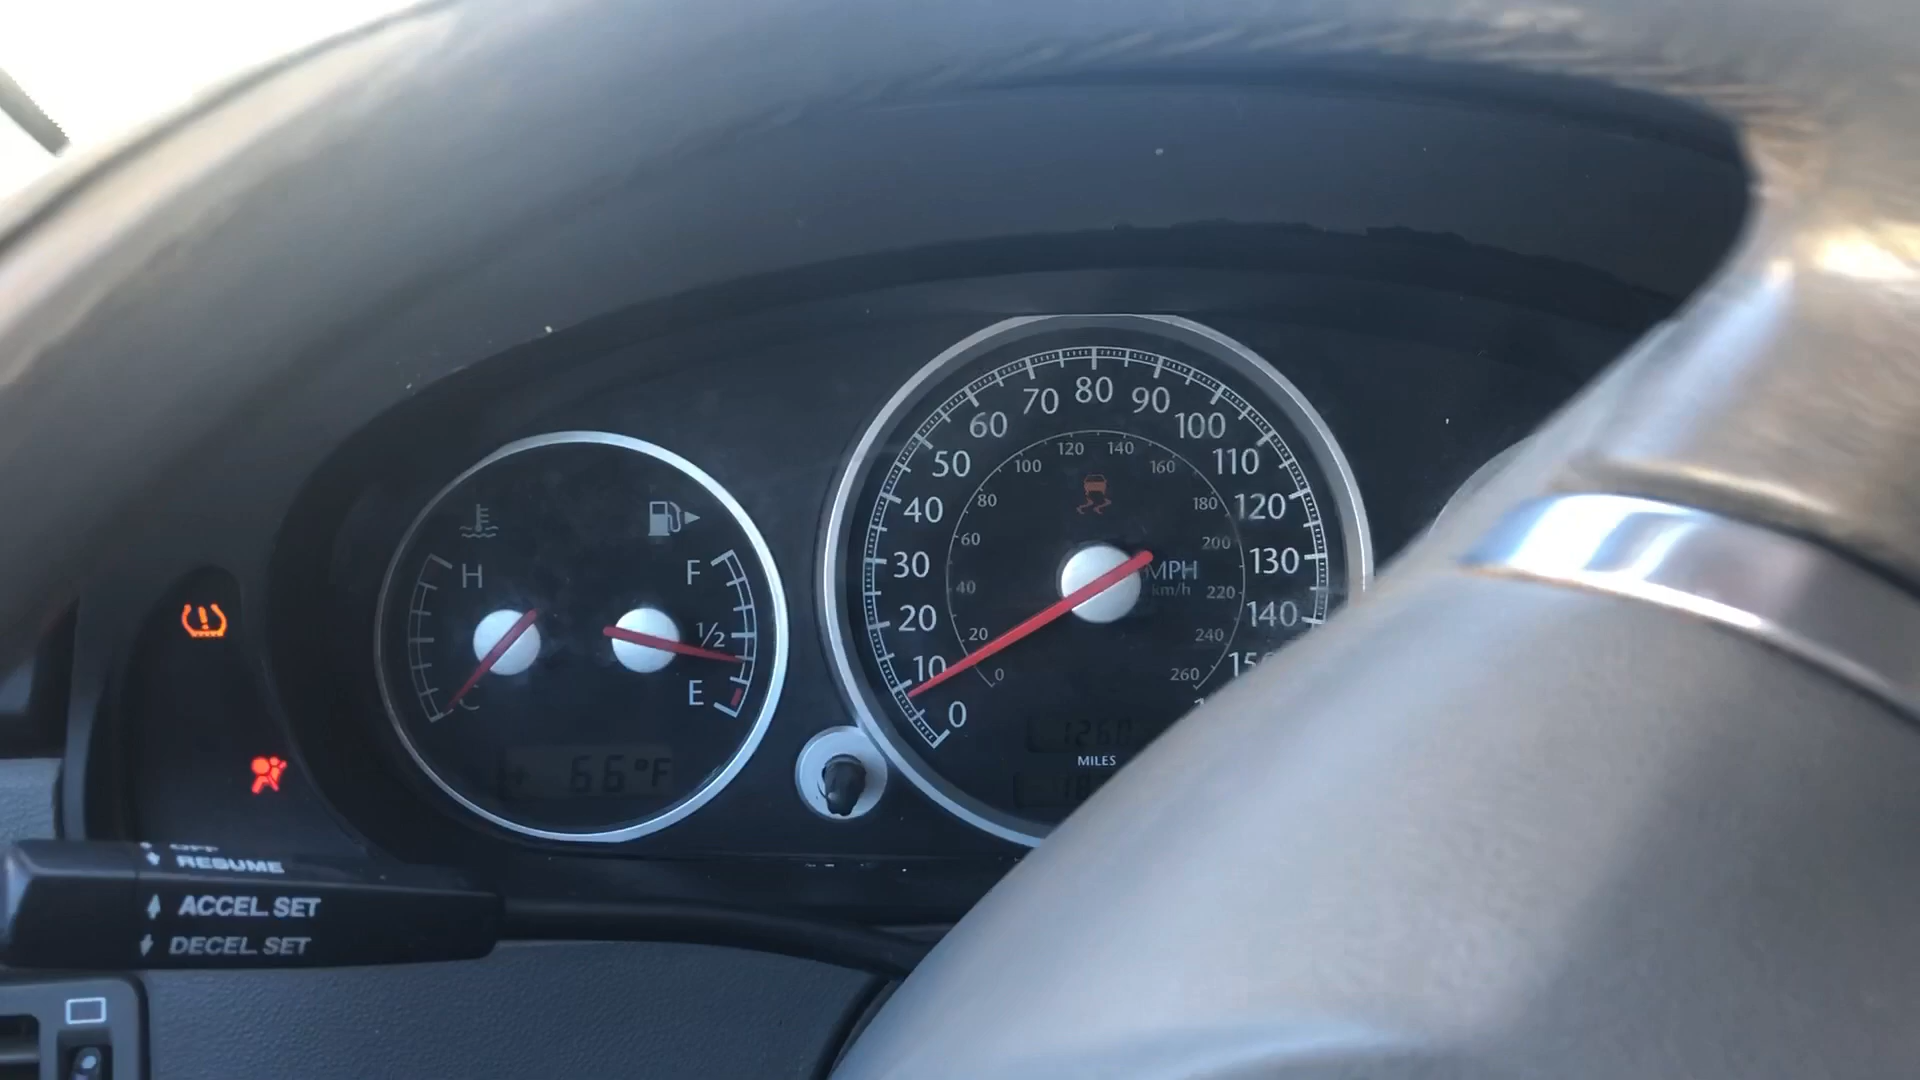 70 80 90
60 100
50 110
40 120
30 130
20 140
10
0
120 140
100 160
80 180
60 200
40 220
20 240
0 260
MPH
km/h
MILES
H F
1/2
C E
66°F
RESUME
ACCEL SET
DECEL SET